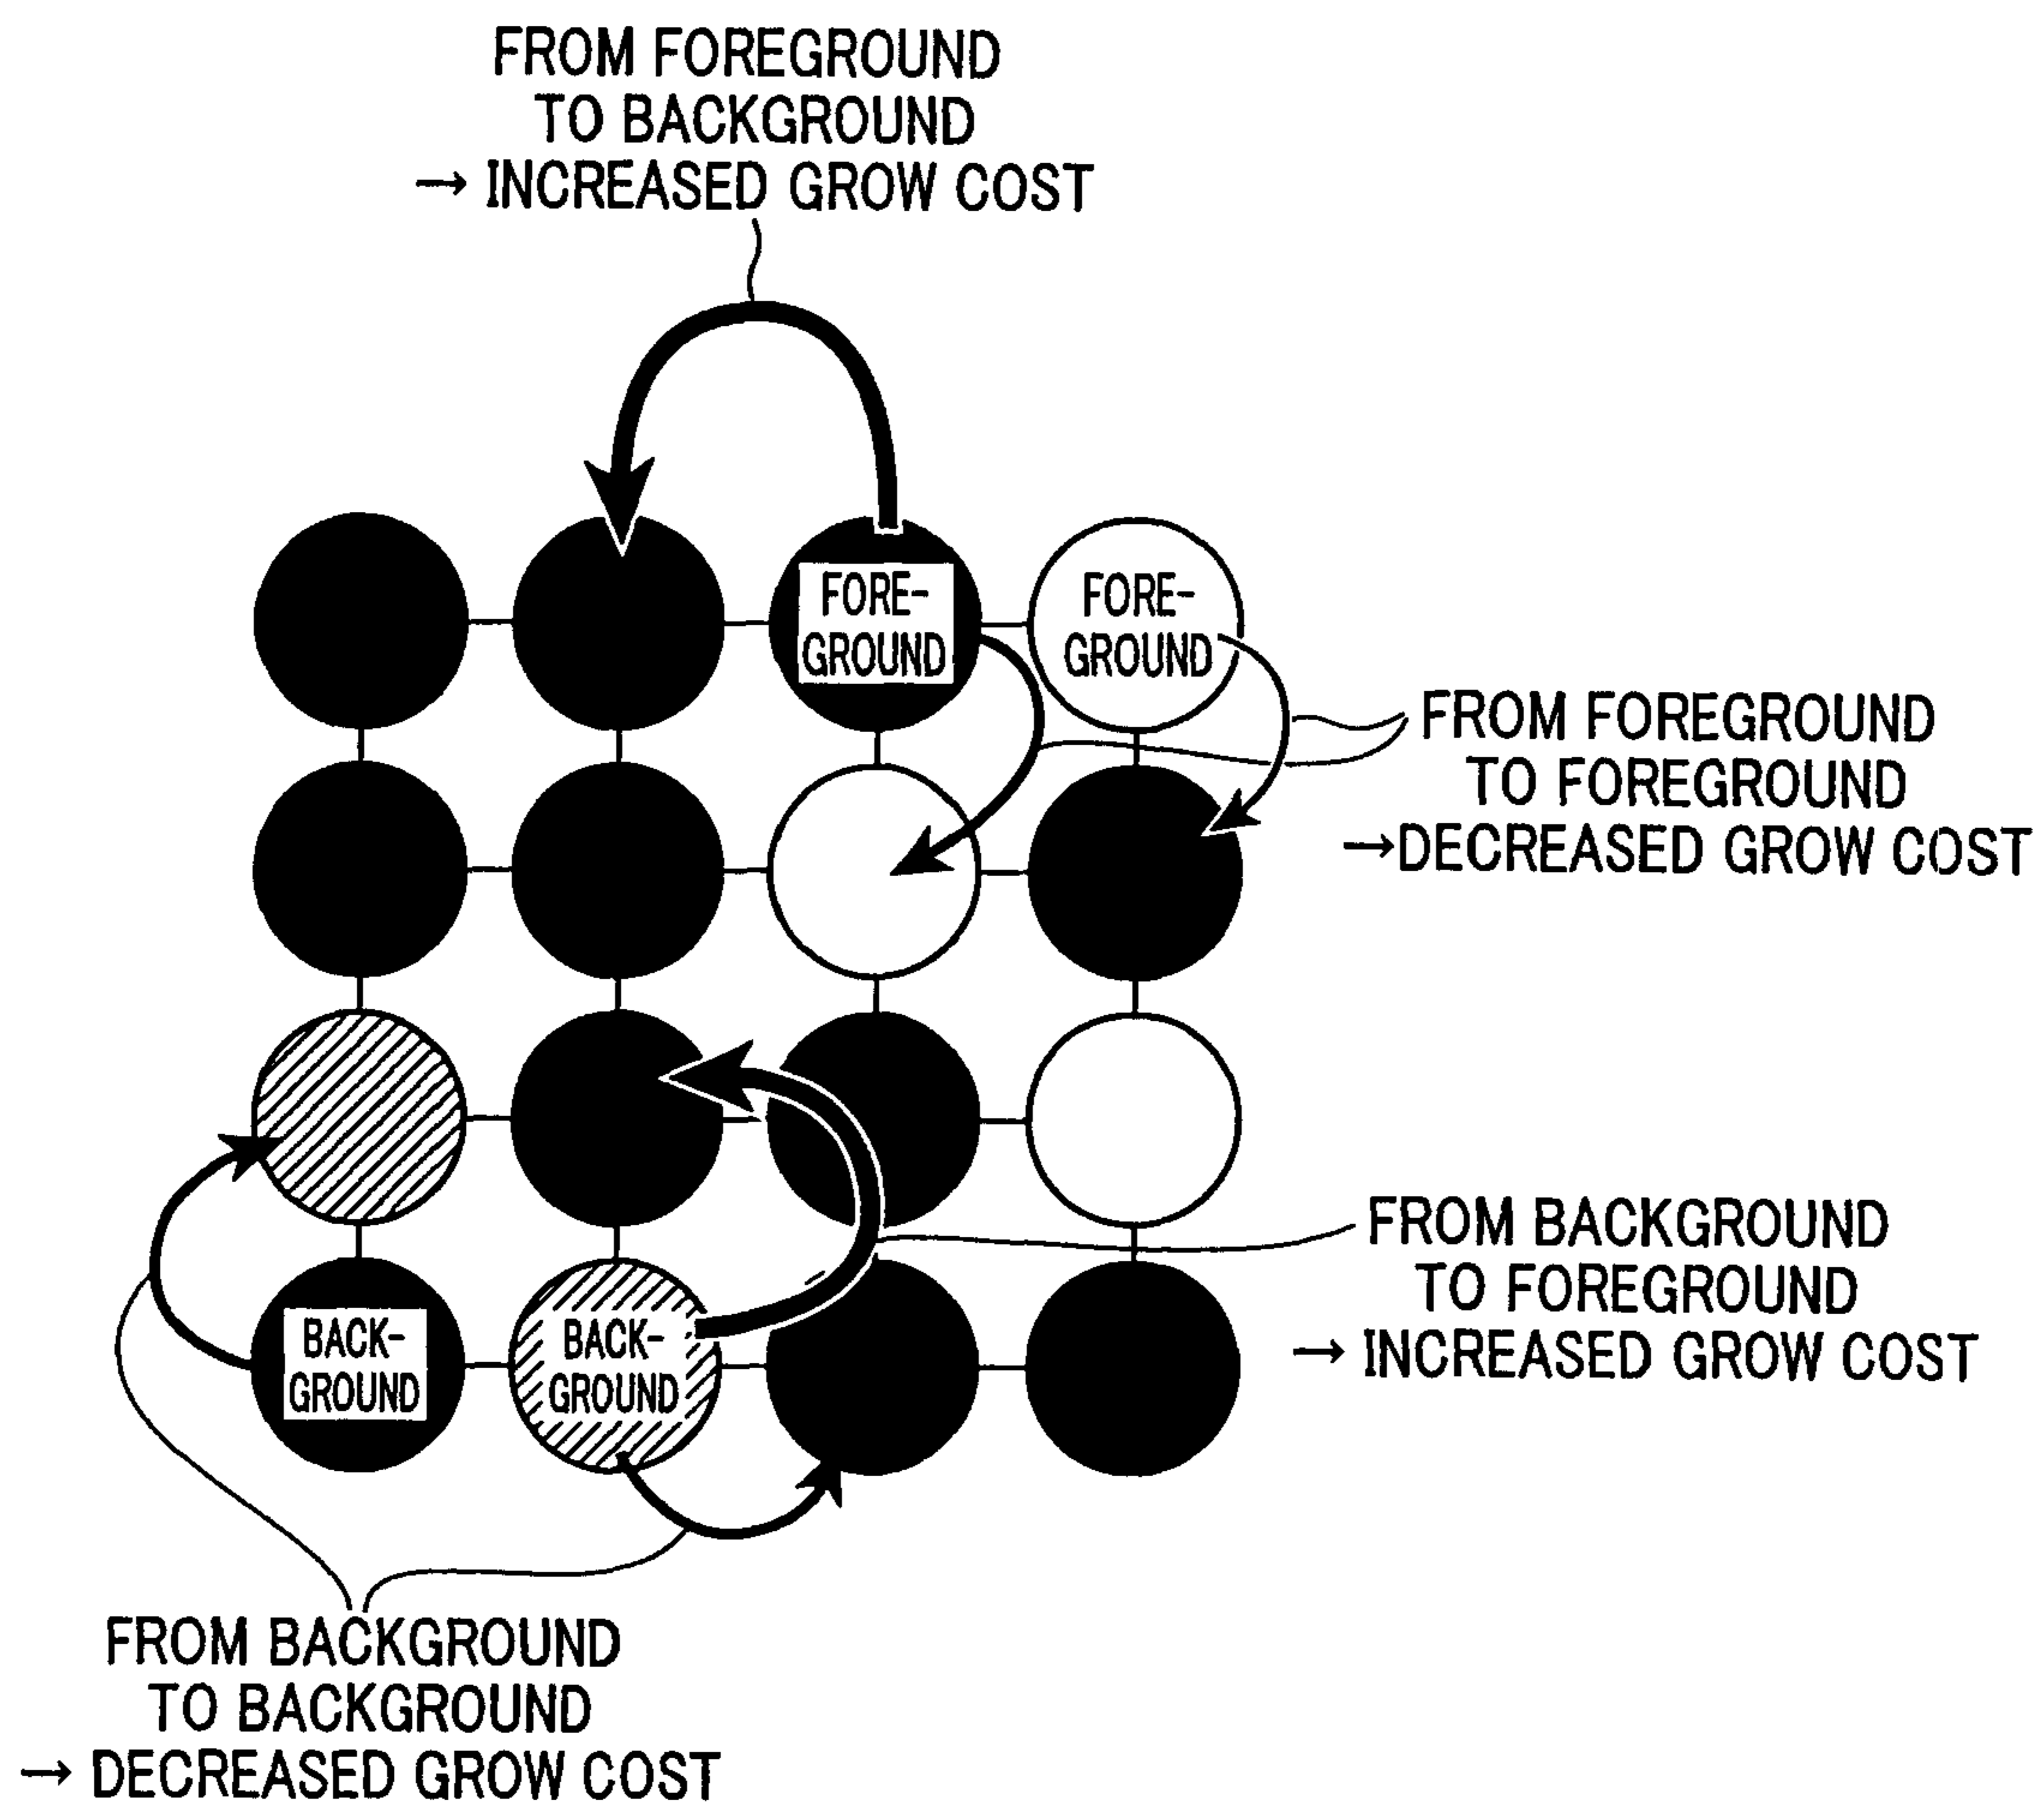 FROM FOREGROUND
TO BACKGROUND
→ INCREASED GROW COST
FORE-
GROUND
FORE-
GROUND
FROM FOREGROUND
TO FOREGROUND
→DECREASED GROW COST
FROM BACKGROUND
TO FOREGROUND
→ INCREASED GROW COST
BACK-
GROUND
BACK-
GROUND
FROM BACKGROUND
TO BACKGROUND
→ DECREASED GROW COST